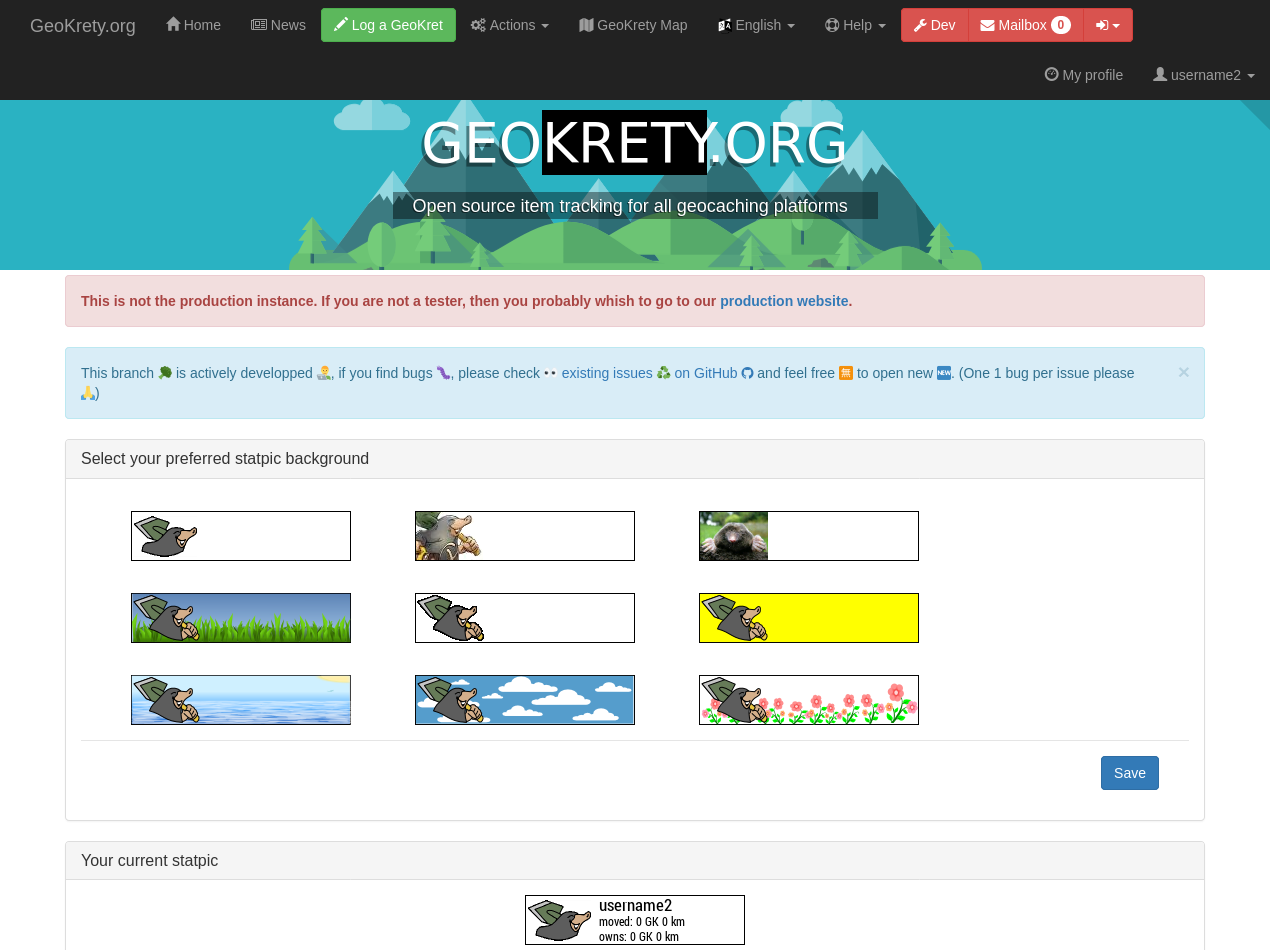 GeoKrety.org Home News Log a GeoKret Actions GeoKrety Map English Help Dev Mailbox 0
My profile username2
GEOKRETY.ORG
Open source item tracking for all geocaching platforms
This is not the production instance. If you are not a tester, then you probably whish to go to our production website.
This branch 🥦 is actively developped 👨‍🔬, if you find bugs 🐛, please check 👀 existing issues ♻ on GitHub and feel free 🈚 to open new 🆕. (One 1 bug per issue please
🙏)
×
Select your preferred statpic background
Save
Your current statpic
username2
moved: 0 GK 0 km
owns: 0 GK 0 km